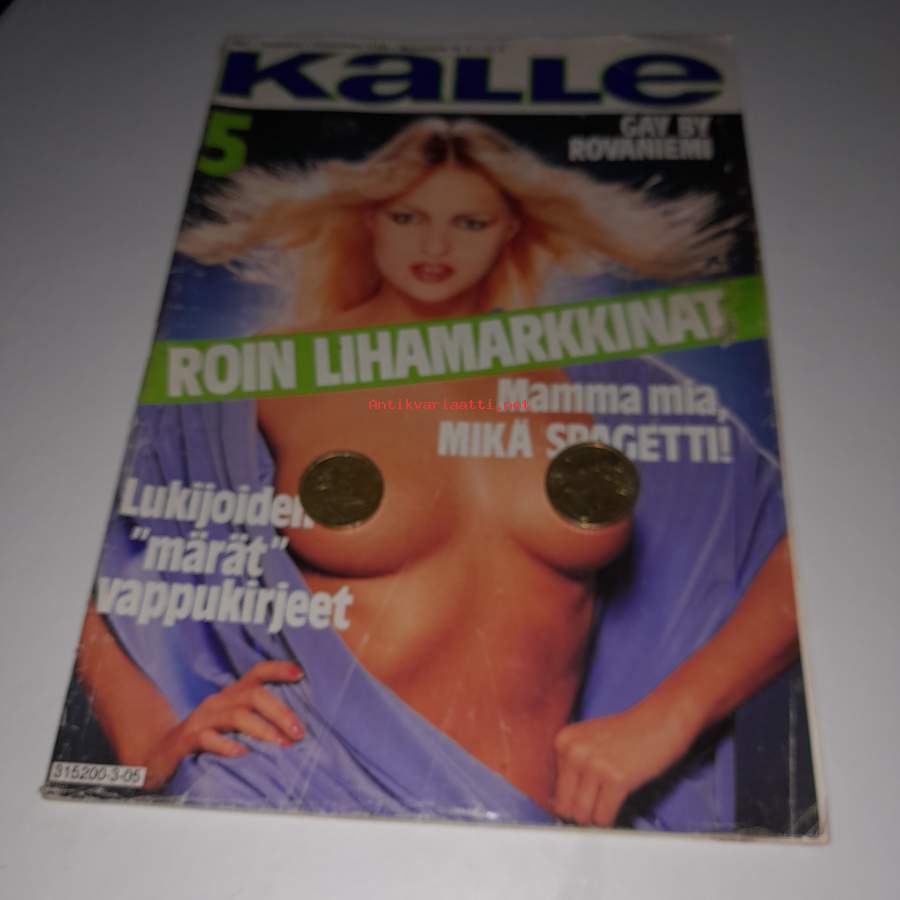 KALLE
5
GAY BY
ROVANIEMI
ROIN LIHAMARKKINAT
Antikvariaatti.net
Mamma mia,
MIKÄ SPAGETTI!
Lukijoiden
"märät"
vappukirjeet
315200-3-05